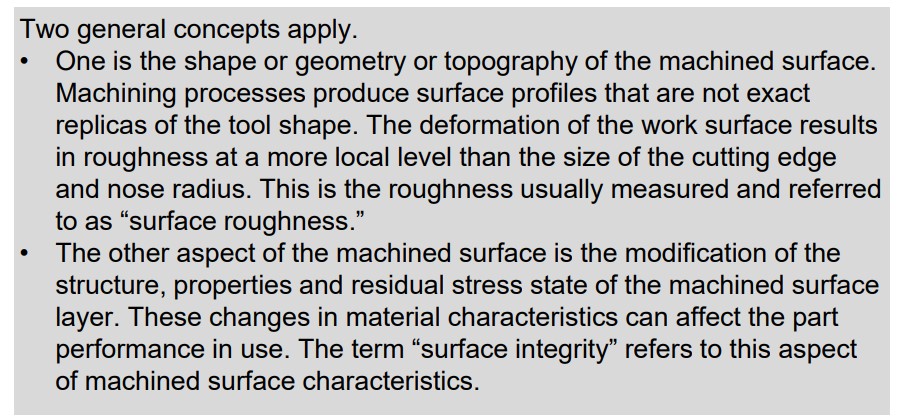 Two general concepts apply.
• One is the shape or geometry or topography of the machined surface.
Machining processes produce surface profiles that are not exact
replicas of the tool shape. The deformation of the work surface results
in roughness at a more local level than the size of the cutting edge
and nose radius. This is the roughness usually measured and referred
to as “surface roughness.”
• The other aspect of the machined surface is the modification of the
structure, properties and residual stress state of the machined surface
layer. These changes in material characteristics can affect the part
performance in use. The term “surface integrity” refers to this aspect
of machined surface characteristics.